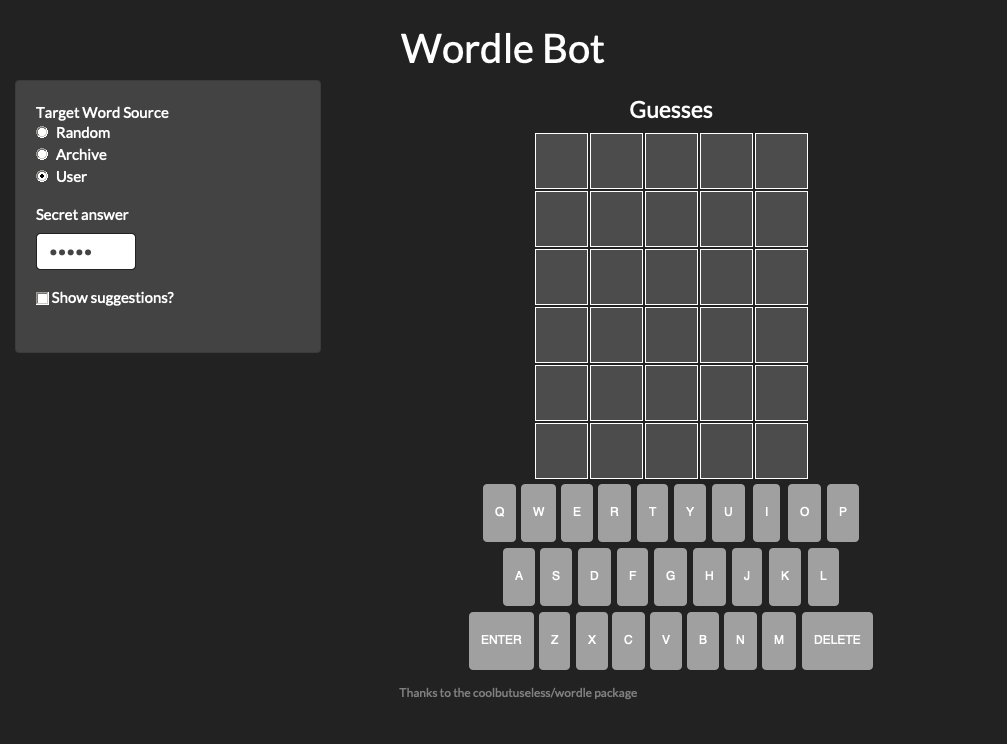 Wordle Bot
Target Word Source
Random
Archive
User
Secret answer
•••••
Show suggestions?
Guesses
Q W E R T Y U I O P
A S D F G H J K L
ENTER Z X C V B N M DELETE
Thanks to the coolbutuseless/wordle package